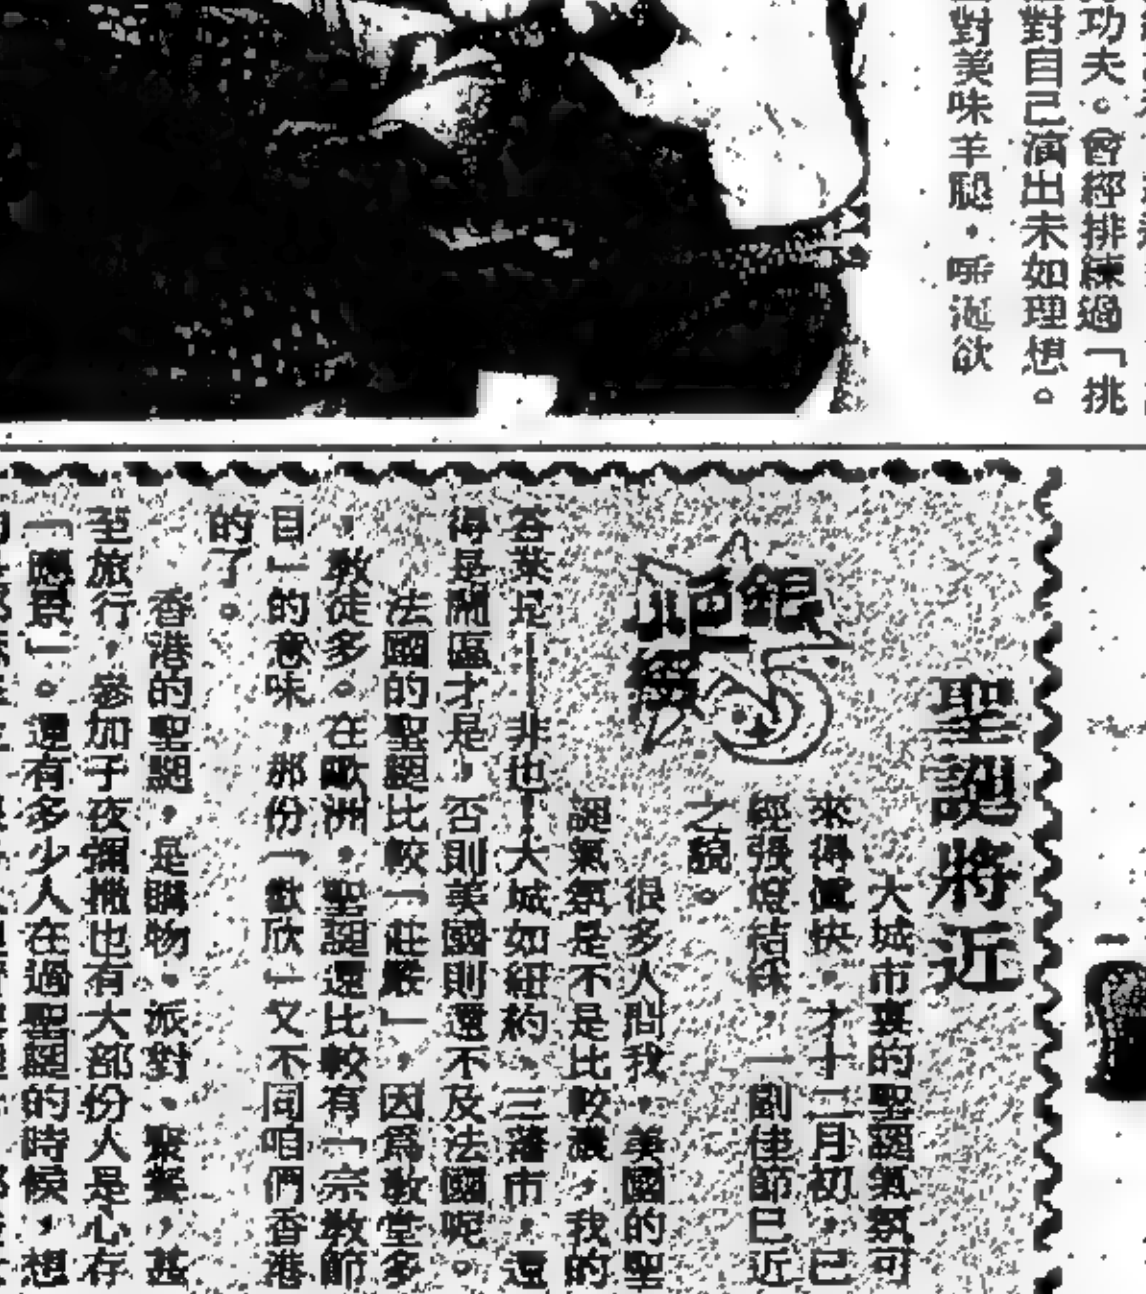 功夫。曾經排練過「挑
對自己演出未如理想。
對美味羊腿，唾涎欲
聖誕將近
大城市裏的聖誕氣氛可
來得眞快，才十二月初，已
經張燈結綵，一劃佳節已近
之貌。
很多人問我，美國的聖
誕氣氛是不是比較濃，我的
答案是——非也！大城如紐約、三藩市，還
得是鬧區才是，否則美國則還不及法國呢。
法國的聖誕比較「莊嚴」，因爲敎堂多
，敎徒多。在歐洲，聖誕還比較有「宗敎節
目」的意味，那份「歡欣」又不同咱們香港
的了。
香港的聖誕，是購物、派對、聚餐，甚
至旅行，參加子夜彌撒也有大部份人是心存
「應景」。還有多少人在過聖誕的時候，想